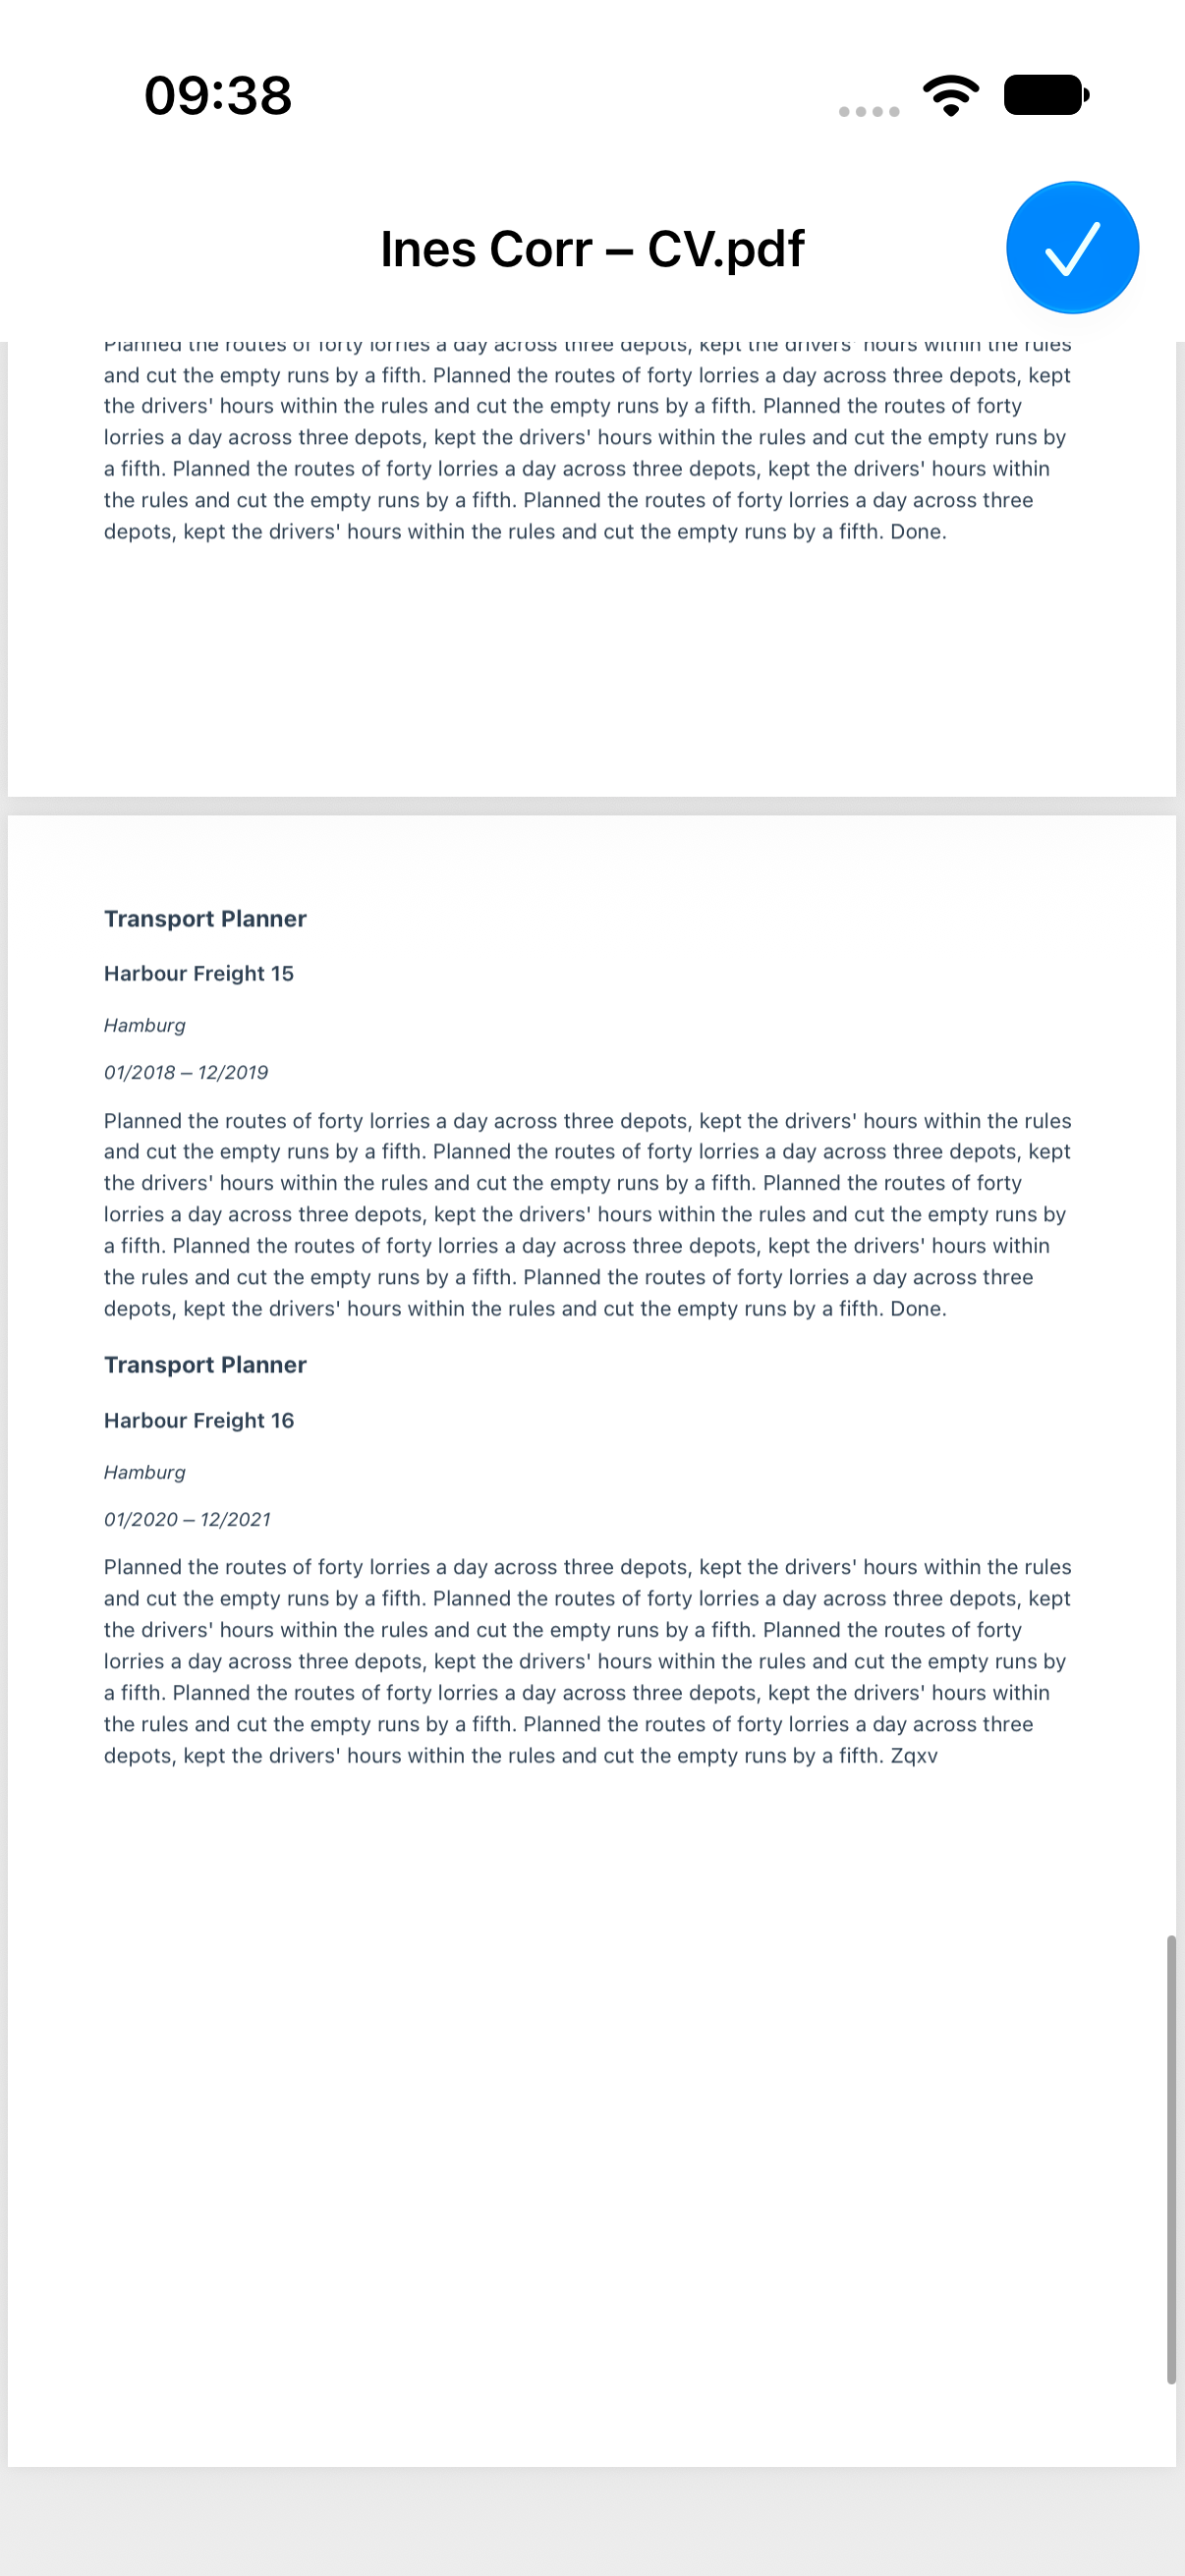 09:38
Ines Corr – CV.pdf
Planned the routes of forty lorries a day across three depots, kept the drivers' hours within the rules
and cut the empty runs by a fifth. Planned the routes of forty lorries a day across three depots, kept
the drivers' hours within the rules and cut the empty runs by a fifth. Planned the routes of forty
lorries a day across three depots, kept the drivers' hours within the rules and cut the empty runs by
a fifth. Planned the routes of forty lorries a day across three depots, kept the drivers' hours within
the rules and cut the empty runs by a fifth. Planned the routes of forty lorries a day across three
depots, kept the drivers' hours within the rules and cut the empty runs by a fifth. Done.
Transport Planner
Harbour Freight 15
Hamburg
01/2018 – 12/2019
Planned the routes of forty lorries a day across three depots, kept the drivers' hours within the rules
and cut the empty runs by a fifth. Planned the routes of forty lorries a day across three depots, kept
the drivers' hours within the rules and cut the empty runs by a fifth. Planned the routes of forty
lorries a day across three depots, kept the drivers' hours within the rules and cut the empty runs by
a fifth. Planned the routes of forty lorries a day across three depots, kept the drivers' hours within
the rules and cut the empty runs by a fifth. Planned the routes of forty lorries a day across three
depots, kept the drivers' hours within the rules and cut the empty runs by a fifth. Done.
Transport Planner
Harbour Freight 16
Hamburg
01/2020 – 12/2021
Planned the routes of forty lorries a day across three depots, kept the drivers' hours within the rules
and cut the empty runs by a fifth. Planned the routes of forty lorries a day across three depots, kept
the drivers' hours within the rules and cut the empty runs by a fifth. Planned the routes of forty
lorries a day across three depots, kept the drivers' hours within the rules and cut the empty runs by
a fifth. Planned the routes of forty lorries a day across three depots, kept the drivers' hours within
the rules and cut the empty runs by a fifth. Planned the routes of forty lorries a day across three
depots, kept the drivers' hours within the rules and cut the empty runs by a fifth. Zqxv